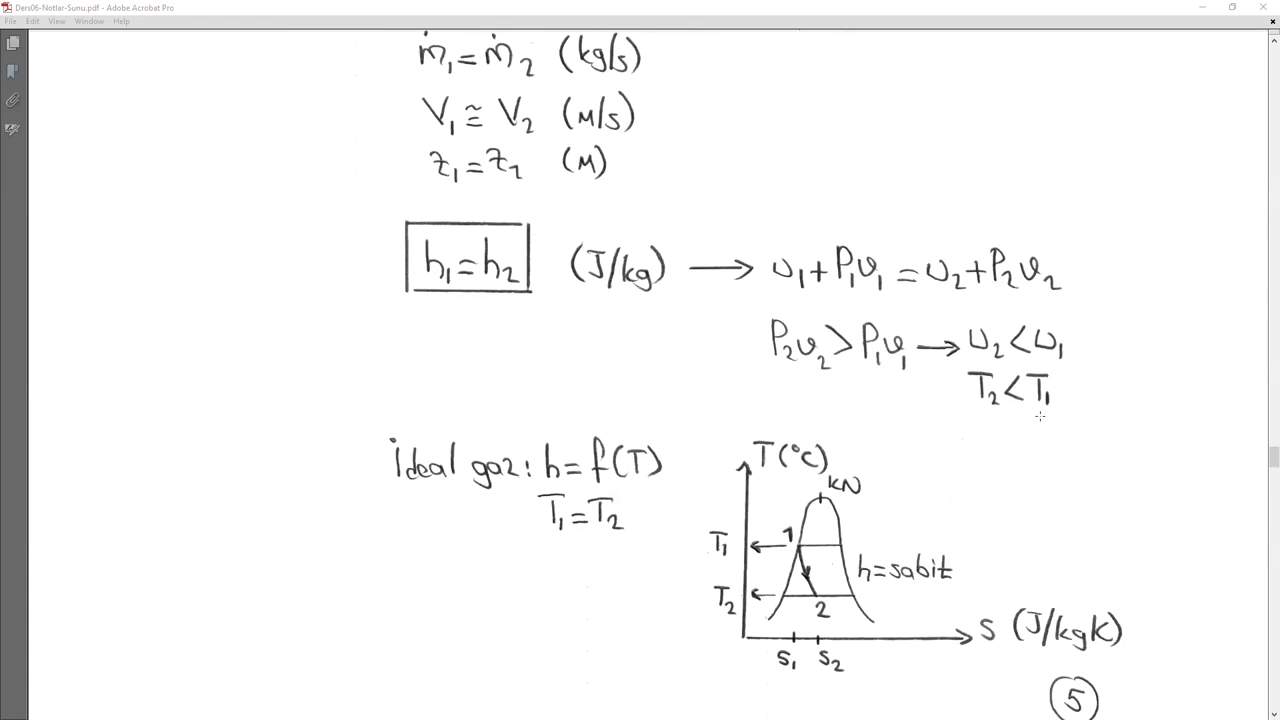 Ders06-Notlar-Sunu.pdf - Adobe Acrobat Pro
File Edit View Window Help
ṁ₁ = ṁ₂ (kg/s)
V₁ ≅ V₂ (m/s)
z₁ = z₂ (m)
h₁ = h₂ (J/kg) → u₁ + P₁v₁ = u₂ + P₂v₂
P₂v₂ > P₁v₁ → u₂ < u₁
T₂ < T₁
İdeal gaz: h = f(T)
T₁ = T₂
T(°C)
KN
T₁
1
h = sabit
T₂
2
s (J/kgK)
s₁ s₂
5